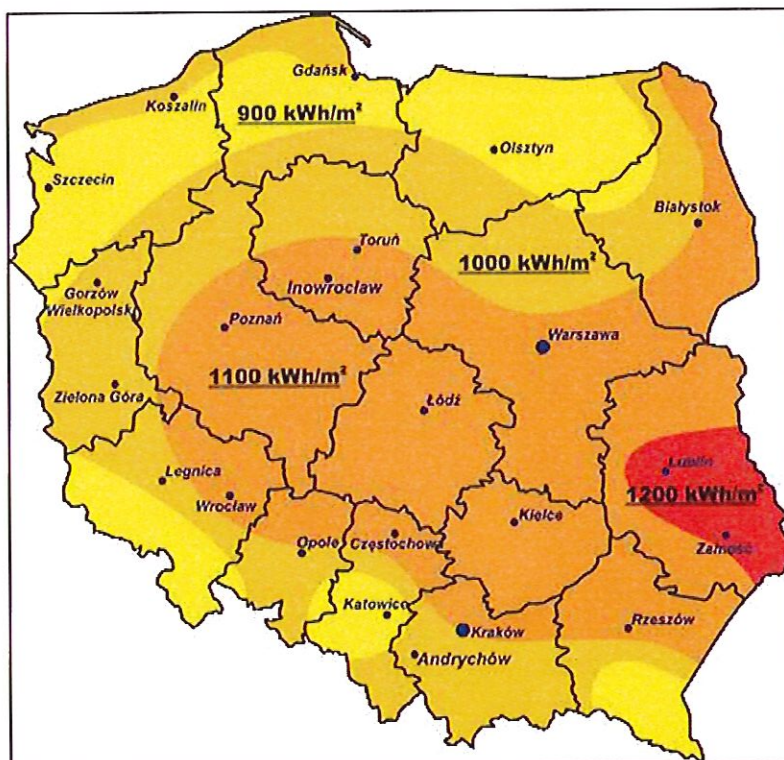 Gdańsk
Koszalin
900 kWh/m²
Olsztyn
Szczecin
Białystok
Toruń
1000 kWh/m²
Inowrocław
Gorzów
Wielkopolski
Poznań
Warszawa
1100 kWh/m²
Zielona Góra
Łódź
Legnica
Lublin
1200 kWh/m²
Wrocław
Kielce
Opole
Częstochowa
Zamość
Katowice
Kraków
Rzeszów
Andrychów